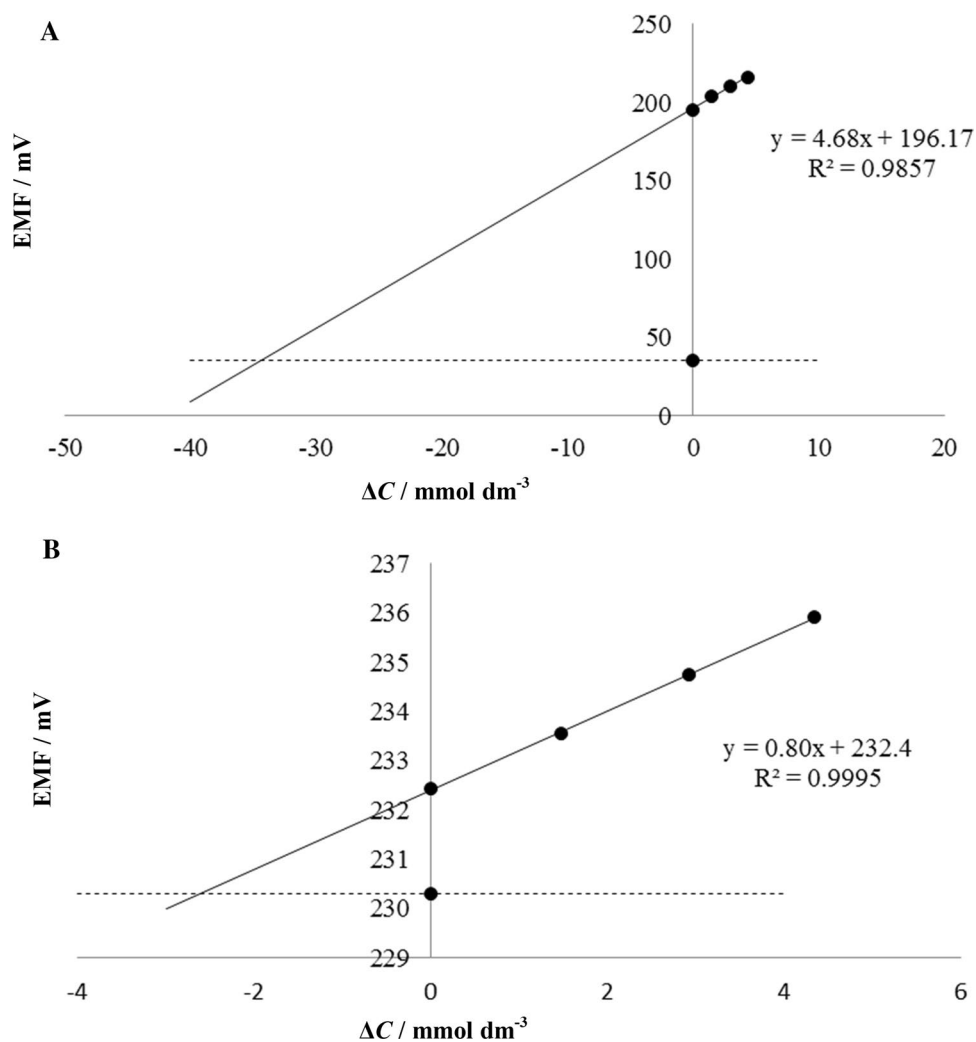 A
EMF / mV
250
200
150
100
50
0
y = 4.68x + 196.17
R² = 0.9857
-50 -40 -30 -20 -10 0 10 20
ΔC / mmol dm⁻³
B
EMF / mV
237
236
235
234
233
232
231
230
229
y = 0.80x + 232.4
R² = 0.9995
-4 -2 0 2 4 6
ΔC / mmol dm⁻³